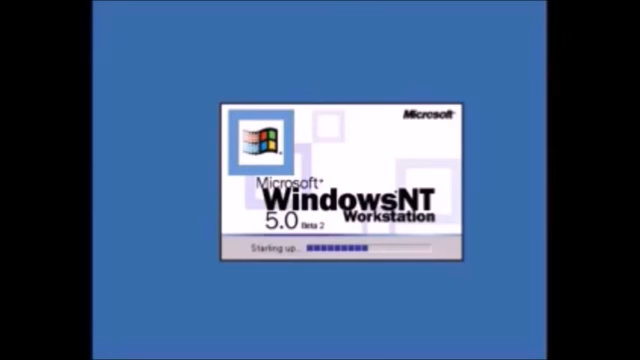 Microsoft
Microsoft
WindowsNT
Workstation
5.0 Beta 2
Starting up...